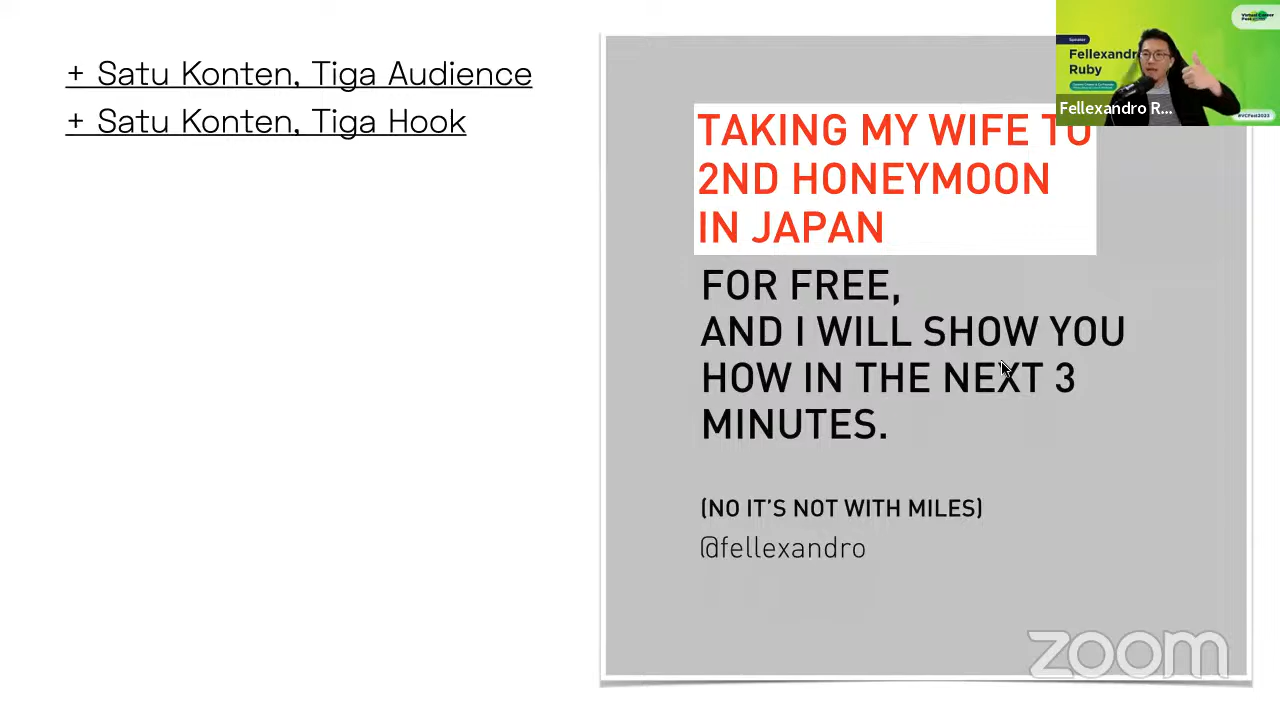 + Satu Konten, Tiga Audience
+ Satu Konten, Tiga Hook
TAKING MY WIFE TO
2ND HONEYMOON
IN JAPAN
FOR FREE,
AND I WILL SHOW YOU
HOW IN THE NEXT 3
MINUTES.
(NO IT'S NOT WITH MILES)
@fellexandro
Speaker
Fellexandro
Ruby
Fellexandro R...
#VCFest2023
zoom